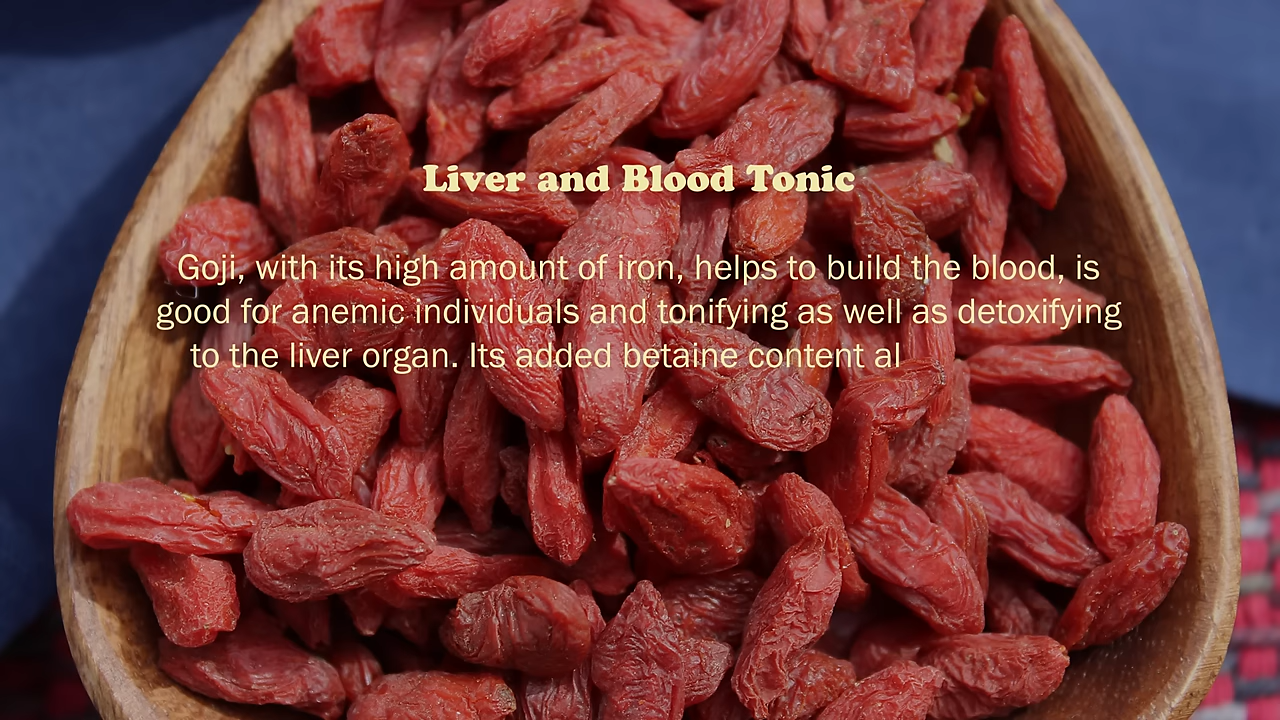 Liver and Blood Tonic
Goji, with its high amount of iron, helps to build the blood, is
good for anemic individuals and tonifying as well as detoxifying
to the liver organ. Its added betaine content al